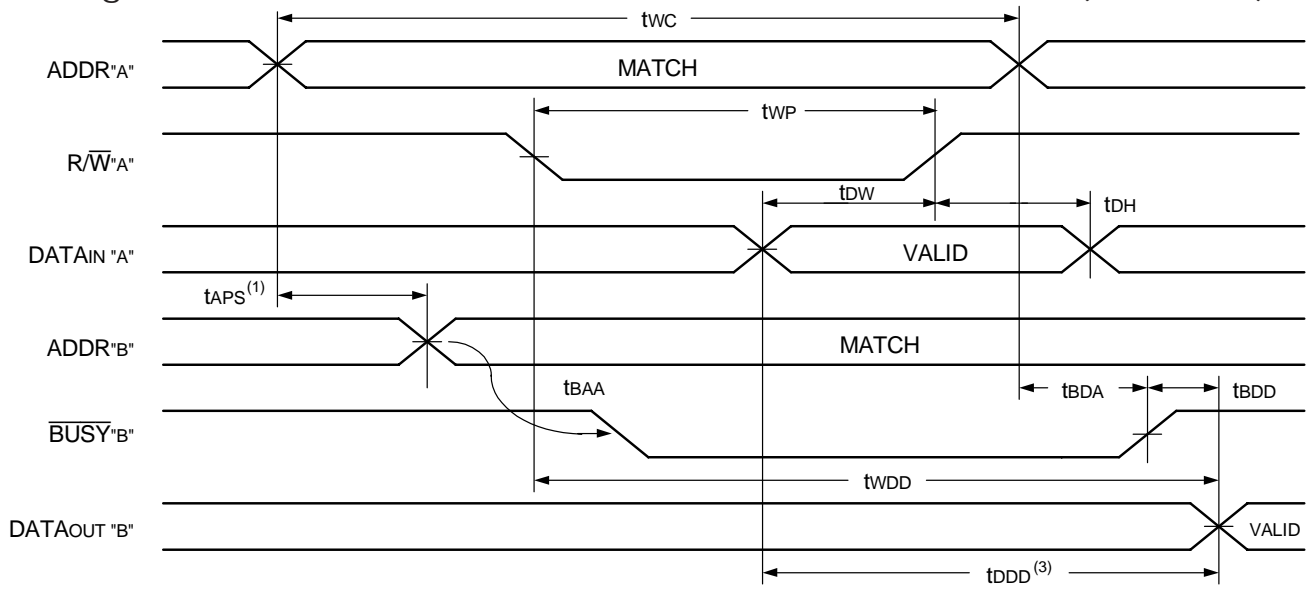 tWC
ADDR"A"
MATCH
tWP
R/W̅"A"
tDW
tDH
DATAIN "A"
VALID
tAPS(1)
ADDR"B"
MATCH
tBAA
tBDA
tBDD
B̅U̅S̅Y̅"B"
tWDD
DATAOUT "B"
VALID
tDDD(3)